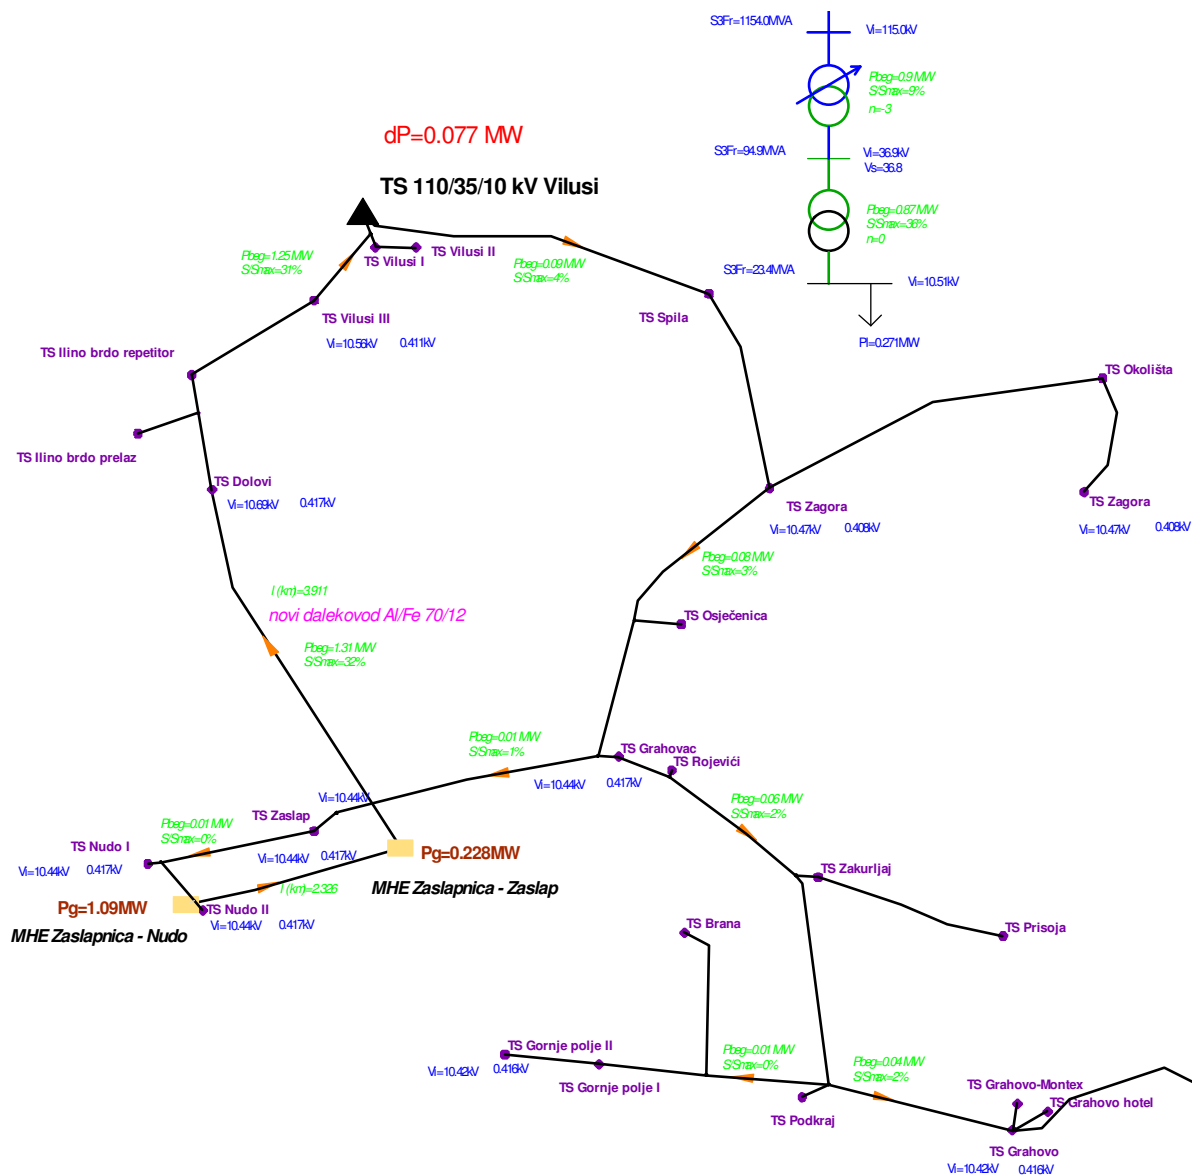 S3Fr=1154.0MVA
Vi=115.0kV
Pbeg=0.9 MW
S/Smax=9%
n=-3
dP=0.077 MW
S3Fr=94.9MVA
Vi=36.9kV
Vs=36.8
TS 110/35/10 kV Vilusi
Pbeg=0.87 MW
S/Smax=36%
n=0
Pbeg=1.25 MW
S/Smax=31%
TS Vilusi I
TS Vilusi II
Pbeg=0.09 MW
S/Smax=4%
S3Fr=23.4MVA
Vi=10.51kV
TS Vilusi III
TS Spila
Vi=10.56kV
0.411kV
Pl=0.271MW
TS Ilino brdo repetitor
TS Okolišta
TS Ilino brdo prelaz
TS Dolovi
Vi=10.69kV
0.417kV
TS Zagora
Vi=10.47kV
0.408kV
TS Zagora
Vi=10.47kV
0.408kV
Pbeg=0.08 MW
S/Smax=3%
l (km)=3.911
novi dalekovod Al/Fe 70/12
TS Osječenica
Pbeg=1.31 MW
S/Smax=32%
Pbeg=0.01 MW
S/Smax=1%
TS Grahovac
TS Rojevići
Vi=10.44kV
0.417kV
Vi=10.44kV
Pbeg=0.06 MW
S/Smax=2%
TS Zaslap
Pbeg=0.01 MW
S/Smax=0%
TS Nudo I
Vi=10.44kV
0.417kV
Vi=10.44kV
0.417kV
Pg=0.228MW
TS Zakurljaj
l (km)=2.326
MHE Zaslapnica - Zaslap
Pg=1.09MW
TS Nudo II
Vi=10.44kV
0.417kV
MHE Zaslapnica - Nudo
TS Brana
TS Prisoja
TS Gornje polje II
Vi=10.42kV
0.416kV
TS Gornje polje I
Pbeg=0.01 MW
S/Smax=0%
Pbeg=0.04 MW
S/Smax=2%
TS Podkraj
TS Grahovo-Montex
TS Grahovo hotel
TS Grahovo
Vi=10.42kV
0.416kV